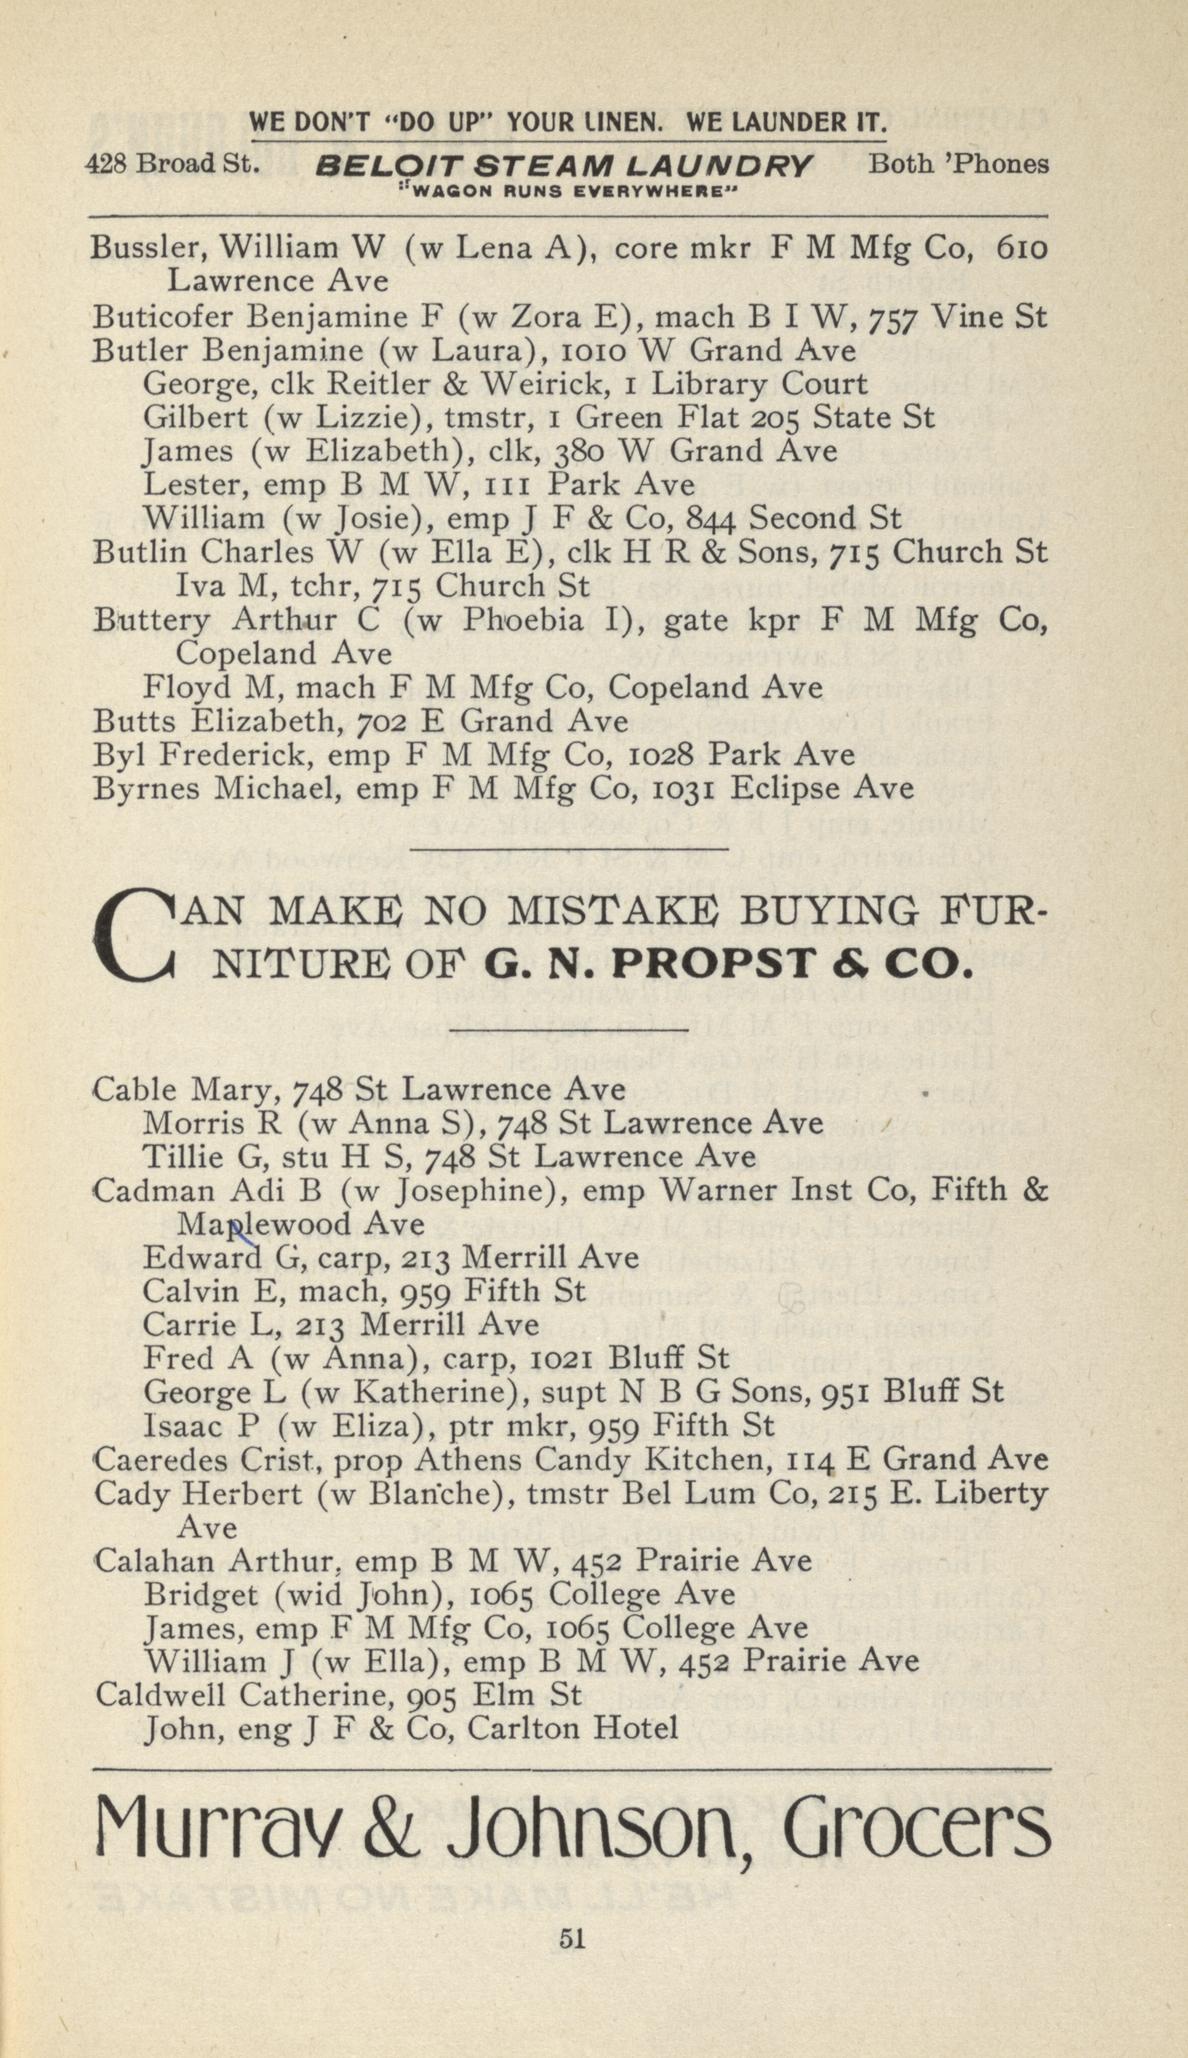 WE DON'T "DO UP" YOUR LINEN. WE LAUNDER IT.
428 Broad St. BELOIT STEAM LAUNDRY Both 'Phones
"WAGON RUNS EVERYWHERE"
Bussler, William W (w Lena A), core mkr F M Mfg Co, 610
Lawrence Ave
Buticofer Benjamine F (w Zora E), mach B I W, 757 Vine St
Butler Benjamine (w Laura), 1010 W Grand Ave
George, clk Reitler & Weirick, 1 Library Court
Gilbert (w Lizzie), tmstr, 1 Green Flat 205 State St
James (w Elizabeth), clk, 380 W Grand Ave
Lester, emp B M W, 111 Park Ave
William (w Josie), emp J F & Co, 844 Second St
Butlin Charles W (w Ella E), clk H R & Sons, 715 Church St
Iva M, tchr, 715 Church St
Buttery Arthur C (w Phoebia I), gate kpr F M Mfg Co,
Copeland Ave
Floyd M, mach F M Mfg Co, Copeland Ave
Butts Elizabeth, 702 E Grand Ave
Byl Frederick, emp F M Mfg Co, 1028 Park Ave
Byrnes Michael, emp F M Mfg Co, 1031 Eclipse Ave
CAN MAKE NO MISTAKE BUYING FUR-
NITURE OF G. N. PROPST & CO.
Cable Mary, 748 St Lawrence Ave
Morris R (w Anna S), 748 St Lawrence Ave
Tillie G, stu H S, 748 St Lawrence Ave
Cadman Adi B (w Josephine), emp Warner Inst Co, Fifth &
Maplewood Ave
Edward G, carp, 213 Merrill Ave
Calvin E, mach, 959 Fifth St
Carrie L, 213 Merrill Ave
Fred A (w Anna), carp, 1021 Bluff St
George L (w Katherine), supt N B G Sons, 951 Bluff St
Isaac P (w Eliza), ptr mkr, 959 Fifth St
Caeredes Crist, prop Athens Candy Kitchen, 114 E Grand Ave
Cady Herbert (w Blanche), tmstr Bel Lum Co, 215 E. Liberty
Ave
Calahan Arthur, emp B M W, 452 Prairie Ave
Bridget (wid John), 1065 College Ave
James, emp F M Mfg Co, 1065 College Ave
William J (w Ella), emp B M W, 452 Prairie Ave
Caldwell Catherine, 905 Elm St
John, eng J F & Co, Carlton Hotel
Murray & Johnson, Grocers
51